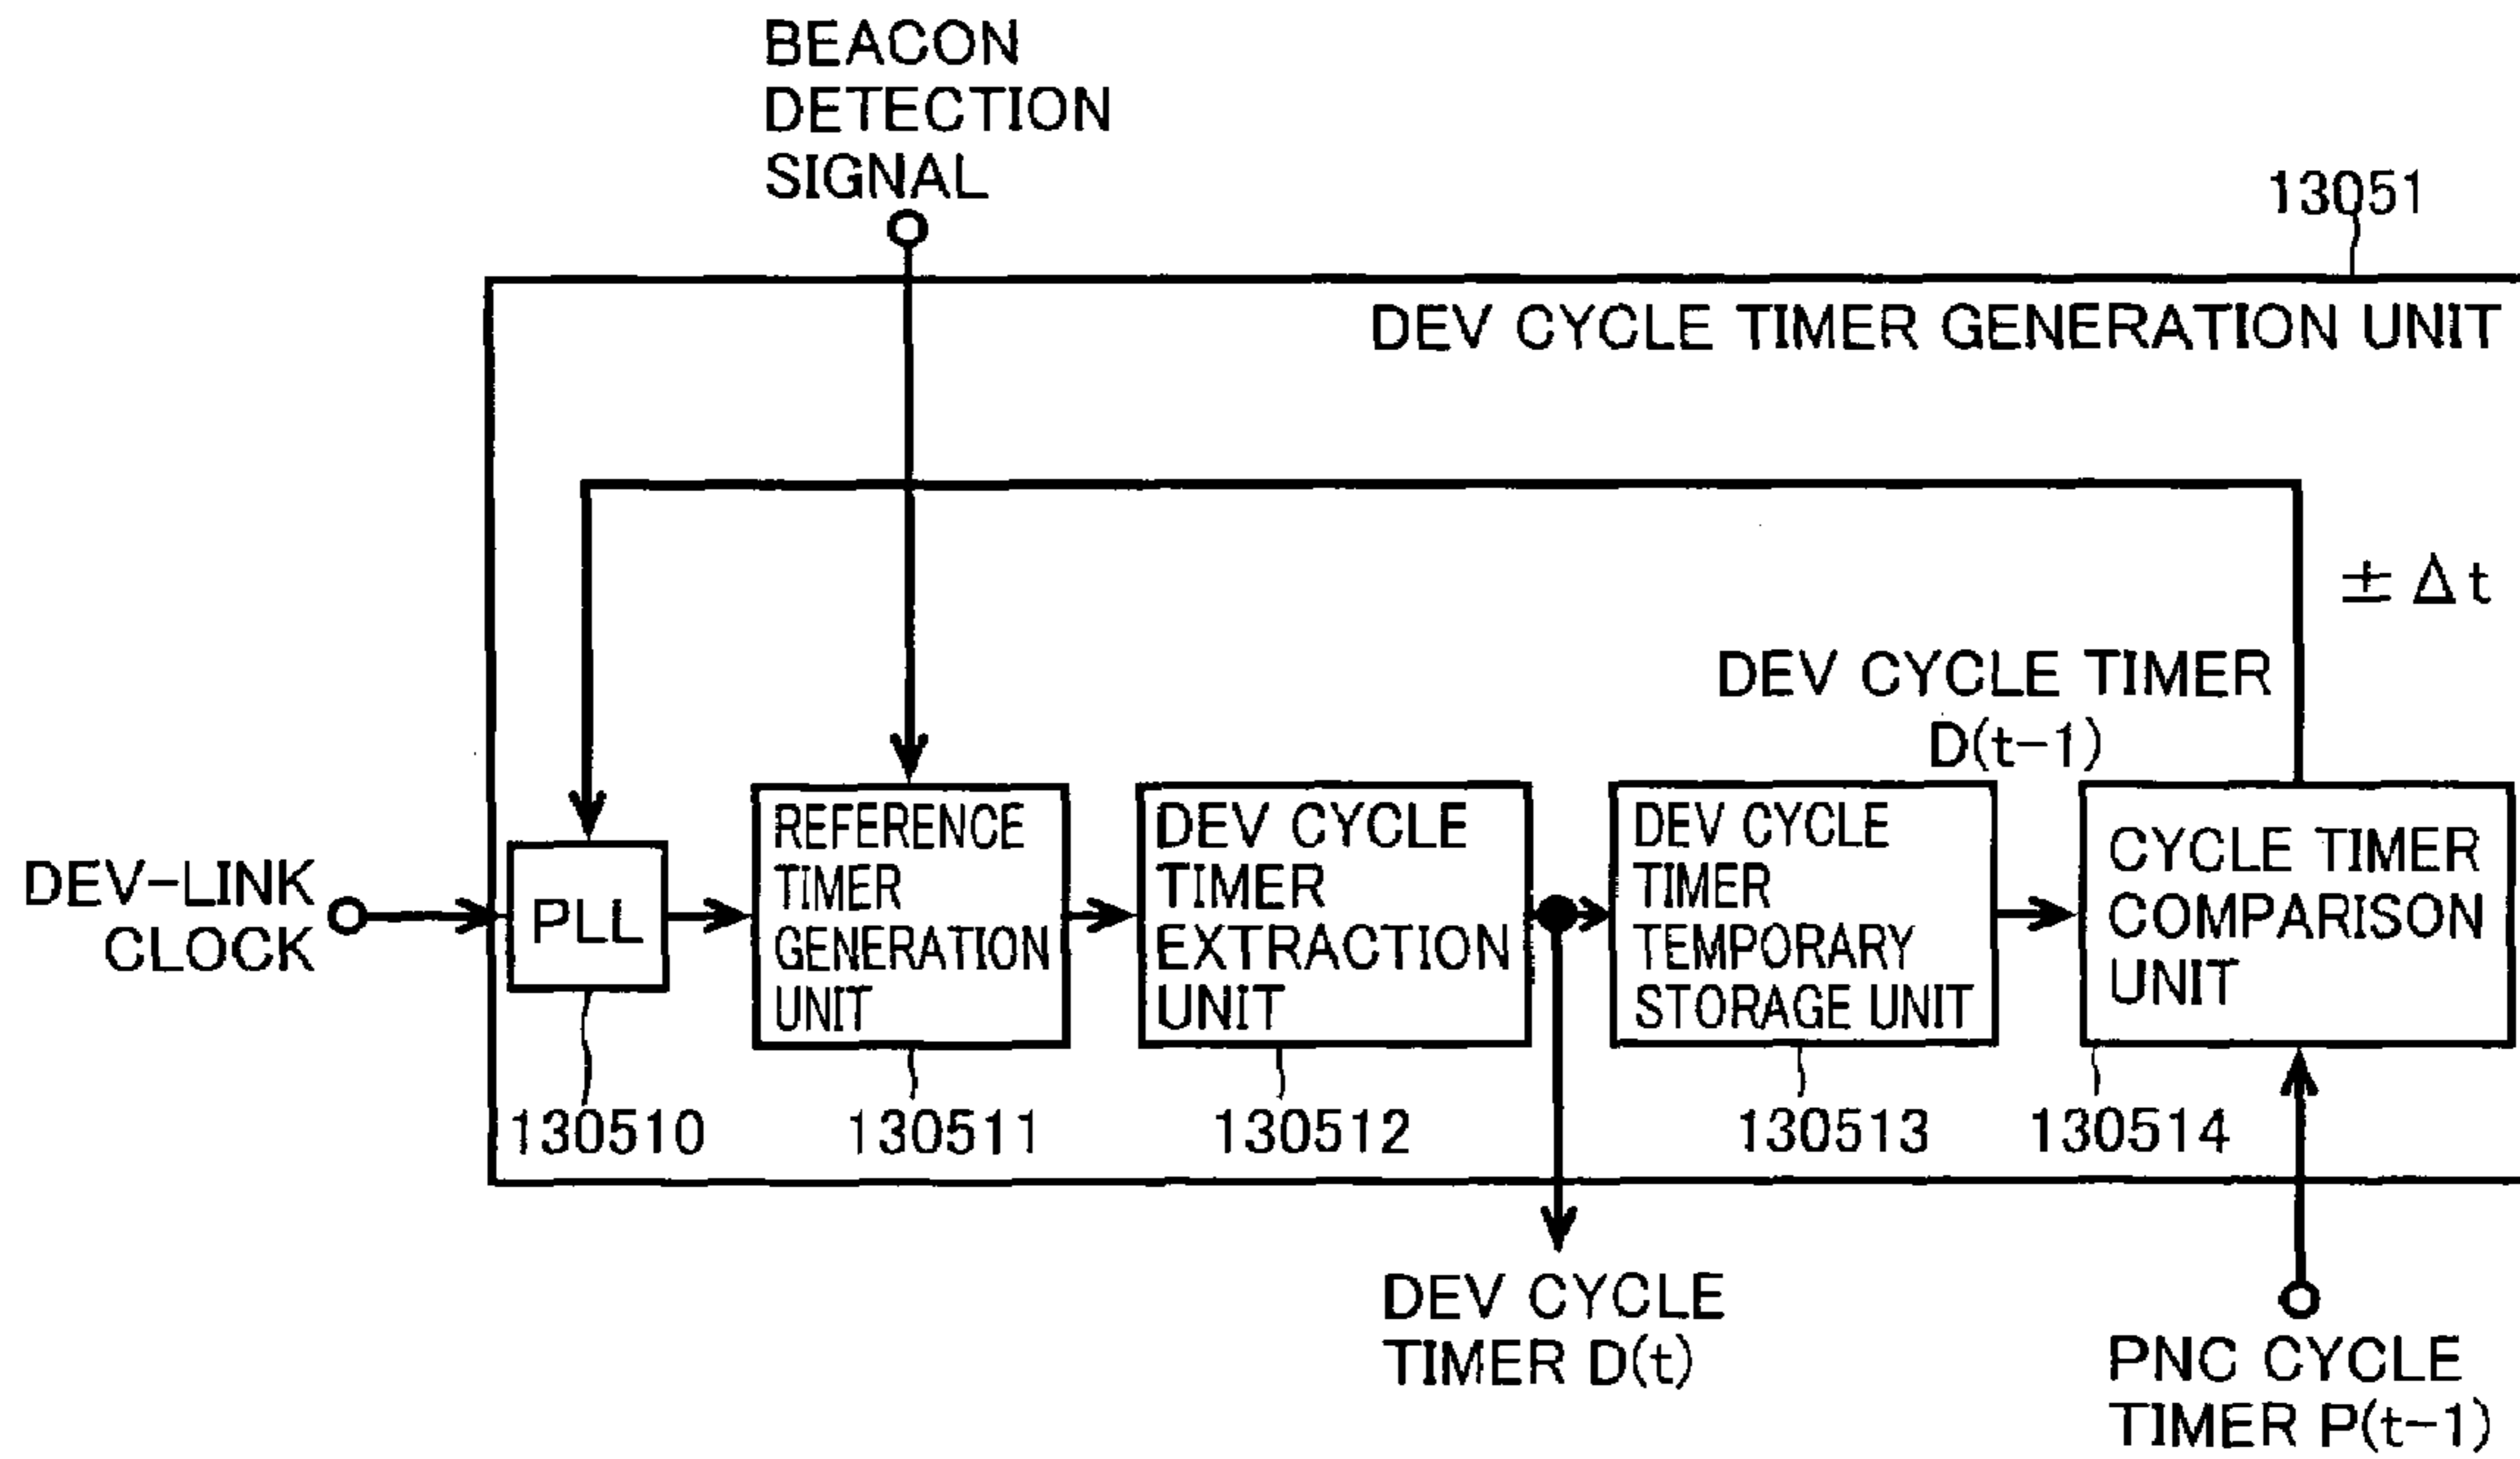 BEACON
DETECTION
SIGNAL
13051
DEV CYCLE TIMER GENERATION UNIT
± Δt
DEV CYCLE TIMER
D(t-1)
DEV-LINK
CLOCK
PLL
REFERENCE
TIMER
GENERATION
UNIT
DEV CYCLE
TIMER
EXTRACTION
UNIT
DEV CYCLE
TIMER
TEMPORARY
STORAGE UNIT
CYCLE TIMER
COMPARISON
UNIT
130510
130511
130512
130513
130514
DEV CYCLE
TIMER D(t)
PNC CYCLE
TIMER P(t-1)